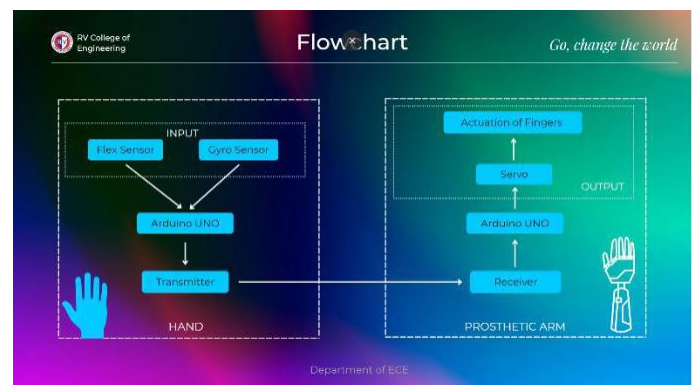 RV College of
Engineering
Flowchart
Go, change the world
INPUT
Flex Sensor
Gyro Sensor
Arduino UNO
Transmitter
HAND
Actuation of Fingers
Servo
OUTPUT
Arduino UNO
Receiver
PROSTHETIC ARM
Department of ECE